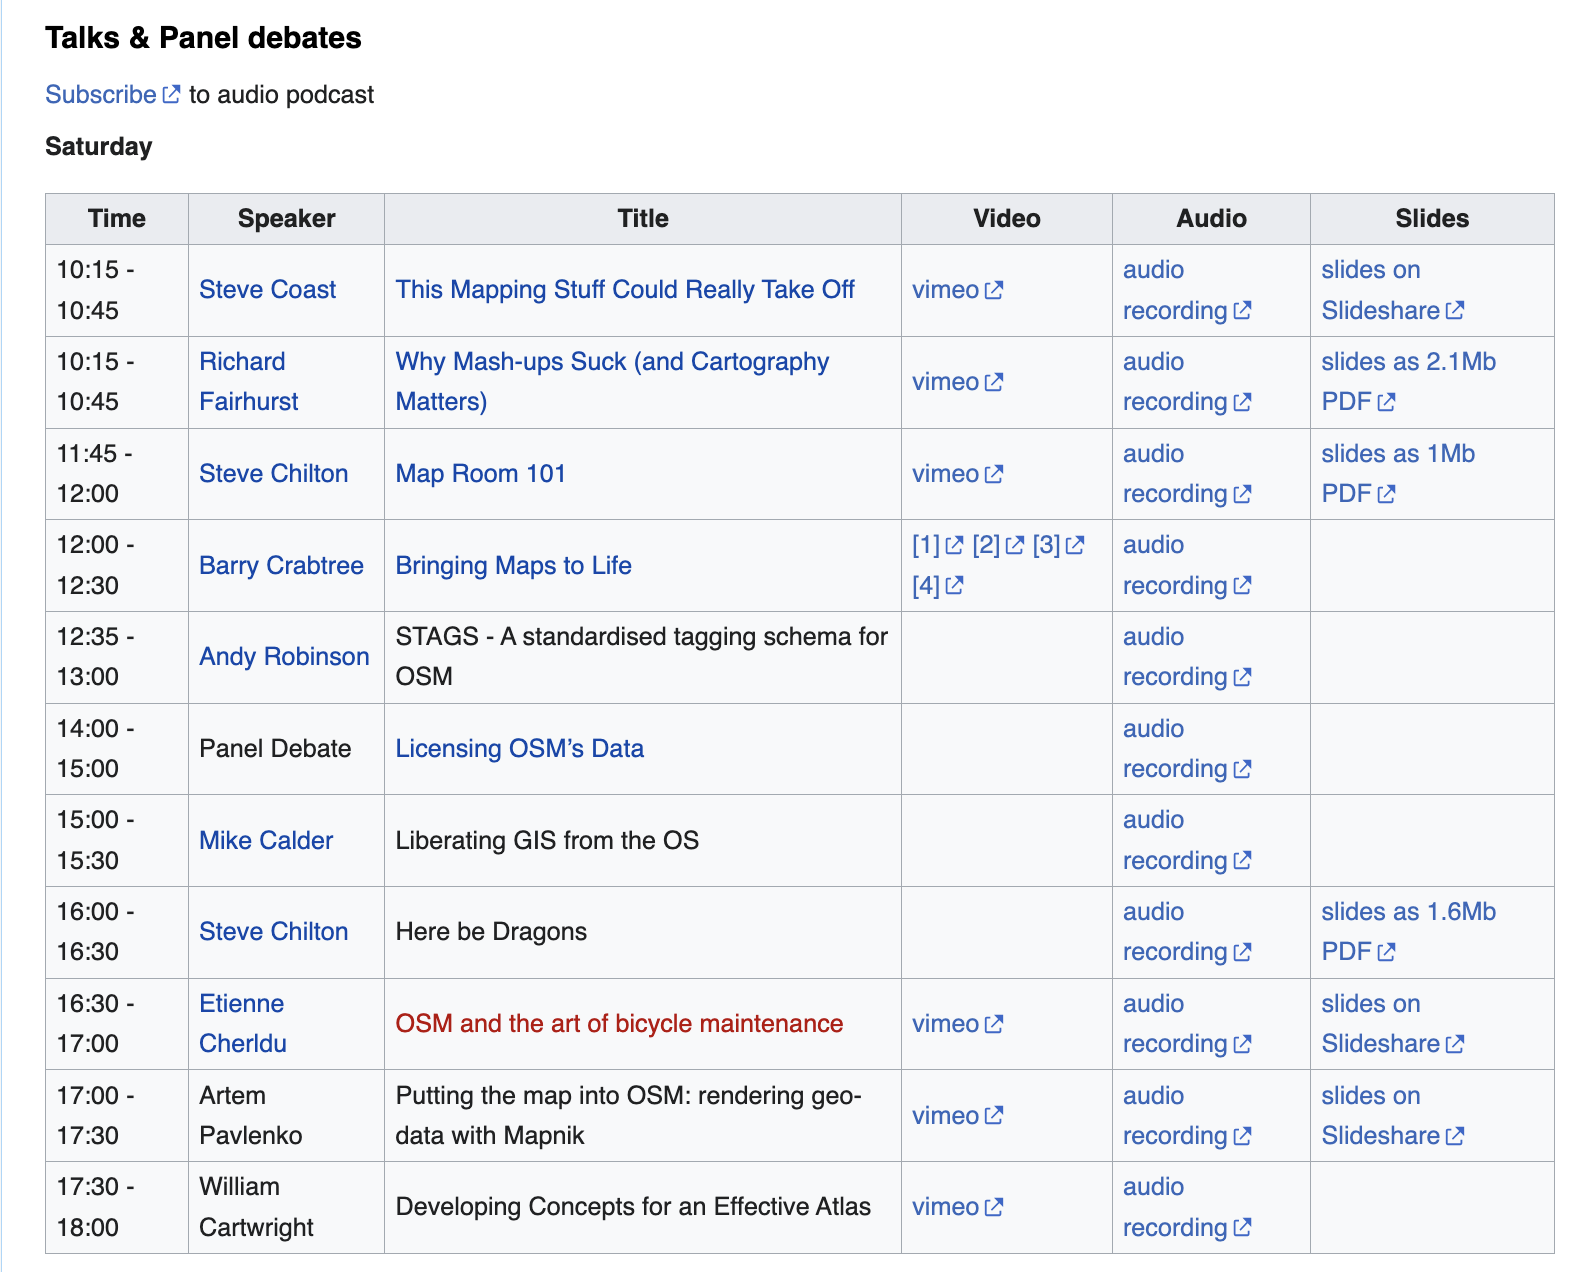 Talks & Panel debates
Subscribe to audio podcast
Saturday
Time Speaker Title Video Audio Slides
10:15 -
10:45
Steve Coast
This Mapping Stuff Could Really Take Off
vimeo
audio
recording
slides on
Slideshare
10:15 -
10:45
Richard
Fairhurst
Why Mash-ups Suck (and Cartography
Matters)
vimeo
audio
recording
slides as 2.1Mb
PDF
11:45 -
12:00
Steve Chilton
Map Room 101
vimeo
audio
recording
slides as 1Mb
PDF
12:00 -
12:30
Barry Crabtree
Bringing Maps to Life
[1] [2] [3]
[4]
audio
recording
12:35 -
13:00
Andy Robinson
STAGS - A standardised tagging schema for
OSM
audio
recording
14:00 -
15:00
Panel Debate
Licensing OSM’s Data
audio
recording
15:00 -
15:30
Mike Calder
Liberating GIS from the OS
audio
recording
16:00 -
16:30
Steve Chilton
Here be Dragons
audio
recording
slides as 1.6Mb
PDF
16:30 -
17:00
Etienne
Cherldu
OSM and the art of bicycle maintenance
vimeo
audio
recording
slides on
Slideshare
17:00 -
17:30
Artem
Pavlenko
Putting the map into OSM: rendering geo-
data with Mapnik
vimeo
audio
recording
slides on
Slideshare
17:30 -
18:00
William
Cartwright
Developing Concepts for an Effective Atlas
vimeo
audio
recording